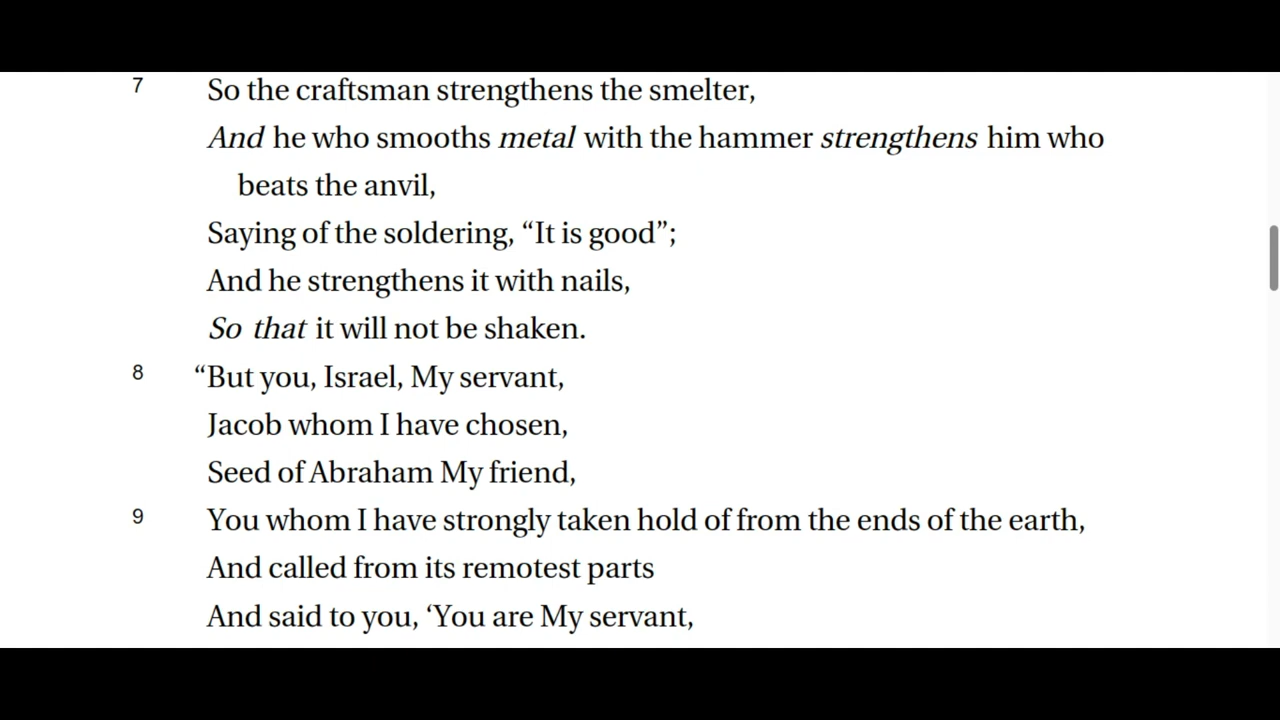 7 So the craftsman strengthens the smelter,
And he who smooths metal with the hammer strengthens him who
beats the anvil,
Saying of the soldering, “It is good”;
And he strengthens it with nails,
So that it will not be shaken.
8 “But you, Israel, My servant,
Jacob whom I have chosen,
Seed of Abraham My friend,
9 You whom I have strongly taken hold of from the ends of the earth,
And called from its remotest parts
And said to you, ‘You are My servant,